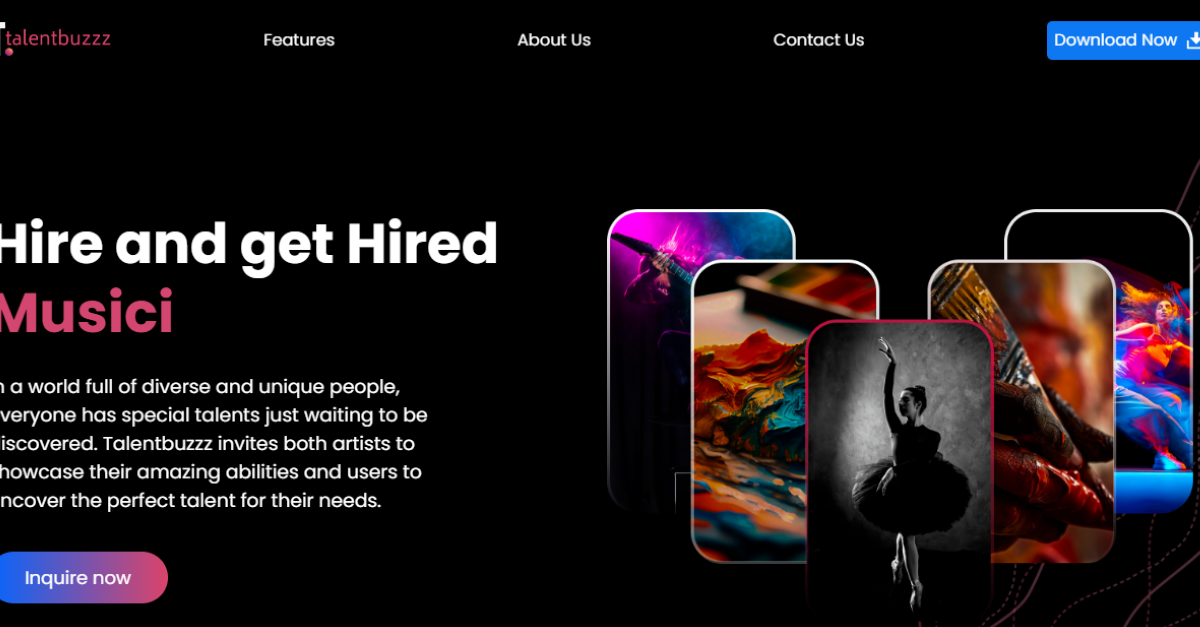 talentbuzzz
Features
About Us
Contact Us
Download Now
Hire and get Hired
Musici
n a world full of diverse and unique people,
veryone has special talents just waiting to be
iscovered. Talentbuzzz invites both artists to
howcase their amazing abilities and users to
ncover the perfect talent for their needs.
Inquire now